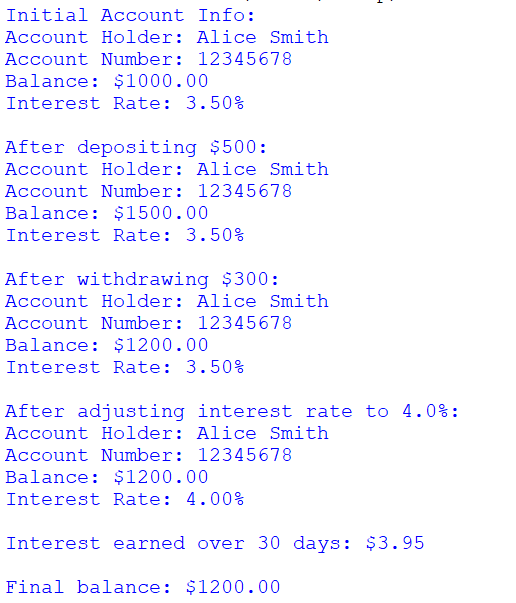 Initial Account Info:
Account Holder: Alice Smith
Account Number: 12345678
Balance: $1000.00
Interest Rate: 3.50%

After depositing $500:
Account Holder: Alice Smith
Account Number: 12345678
Balance: $1500.00
Interest Rate: 3.50%

After withdrawing $300:
Account Holder: Alice Smith
Account Number: 12345678
Balance: $1200.00
Interest Rate: 3.50%

After adjusting interest rate to 4.0%:
Account Holder: Alice Smith
Account Number: 12345678
Balance: $1200.00
Interest Rate: 4.00%

Interest earned over 30 days: $3.95

Final balance: $1200.00